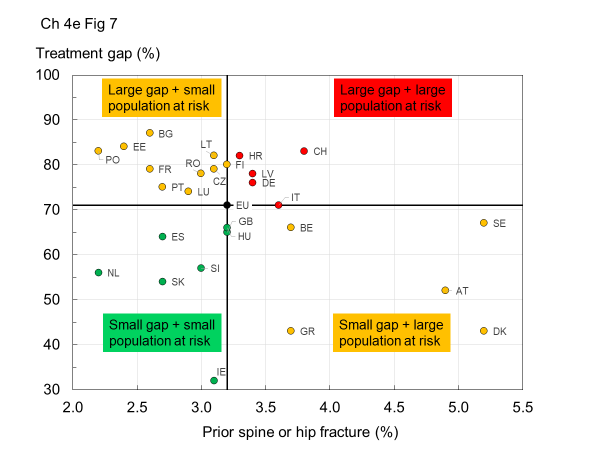 Ch 4e Fig 7
Treatment gap (%)
100
90
80
70
60
50
40
30
Large gap + small
population at risk
Large gap + large
population at risk
BG
EE
PO
LT
HR
CH
FR
RO
CZ
FI
LV
DE
PT
LU
IT
EU
GB
HU
BE
SE
ES
NL
SK
SI
AT
Small gap + small
population at risk
Small gap + large
population at risk
GR
DK
IE
2.0
2.5
3.0
3.5
4.0
4.5
5.0
5.5
Prior spine or hip fracture (%)